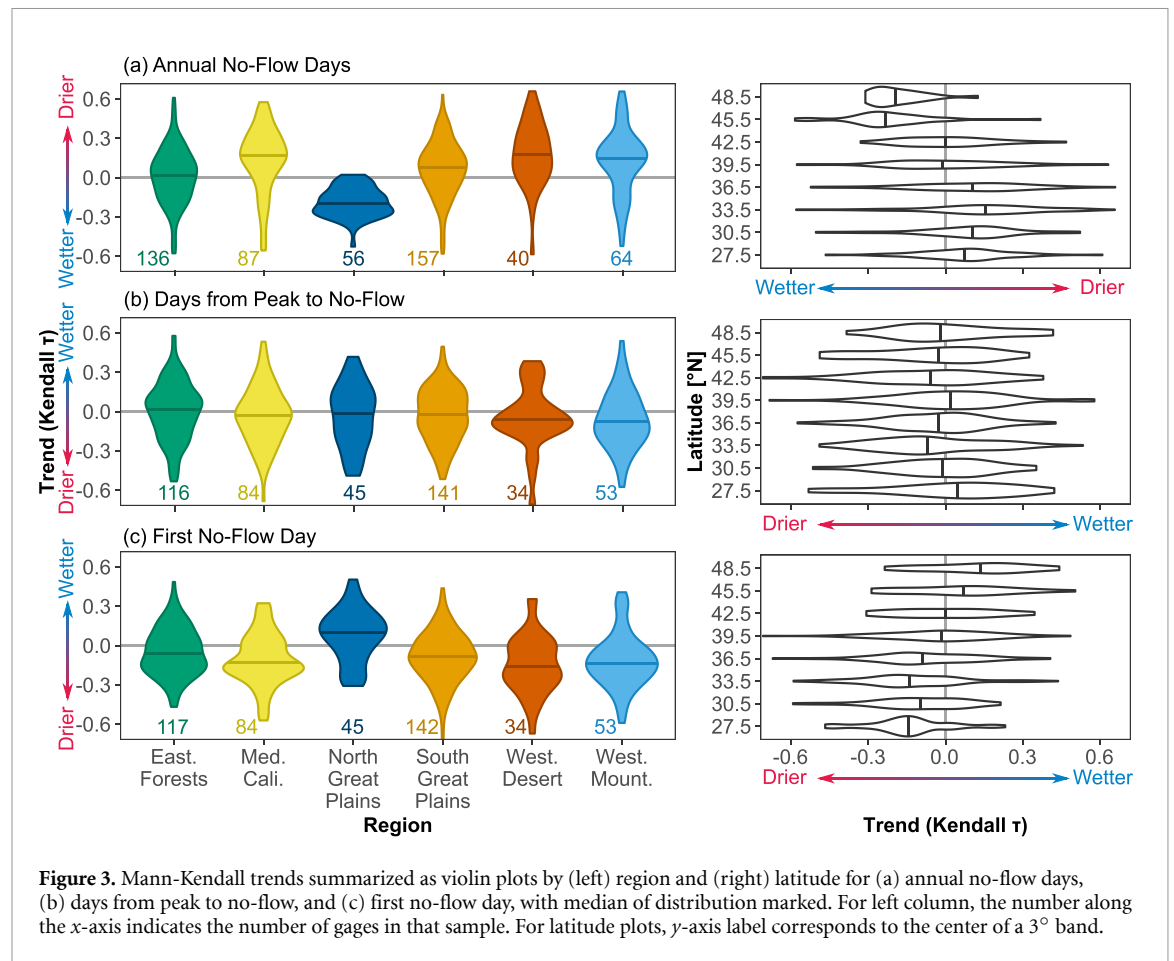 (a) Annual No-Flow Days
Drier
Wetter
0.6
0.3
0.0
-0.3
-0.6
136
87
56
157
40
64
48.5
45.5
42.5
39.5
36.5
33.5
30.5
27.5
-0.6
-0.3
0.0
0.3
0.6
Wetter
Drier
(b) Days from Peak to No-Flow
Wetter
Drier
0.6
0.3
0.0
-0.3
-0.6
116
84
45
141
34
53
48.5
45.5
42.5
39.5
36.5
33.5
30.5
27.5
Drier
Wetter
Trend (Kendall τ)
Latitude [°N]
(c) First No-Flow Day
Wetter
Drier
0.6
0.3
0.0
-0.3
-0.6
117
84
45
142
34
53
East.
Forests
Med.
Cali.
North
Great
Plains
South
Great
Plains
West.
Desert
West.
Mount.
Region
48.5
45.5
42.5
39.5
36.5
33.5
30.5
27.5
-0.6
-0.3
0.0
0.3
0.6
Drier
Wetter
Trend (Kendall τ)
Figure 3. Mann-Kendall trends summarized as violin plots by (left) region and (right) latitude for (a) annual no-flow days,
(b) days from peak to no-flow, and (c) first no-flow day, with median of distribution marked. For left column, the number along
the x-axis indicates the number of gages in that sample. For latitude plots, y-axis label corresponds to the center of a 3° band.